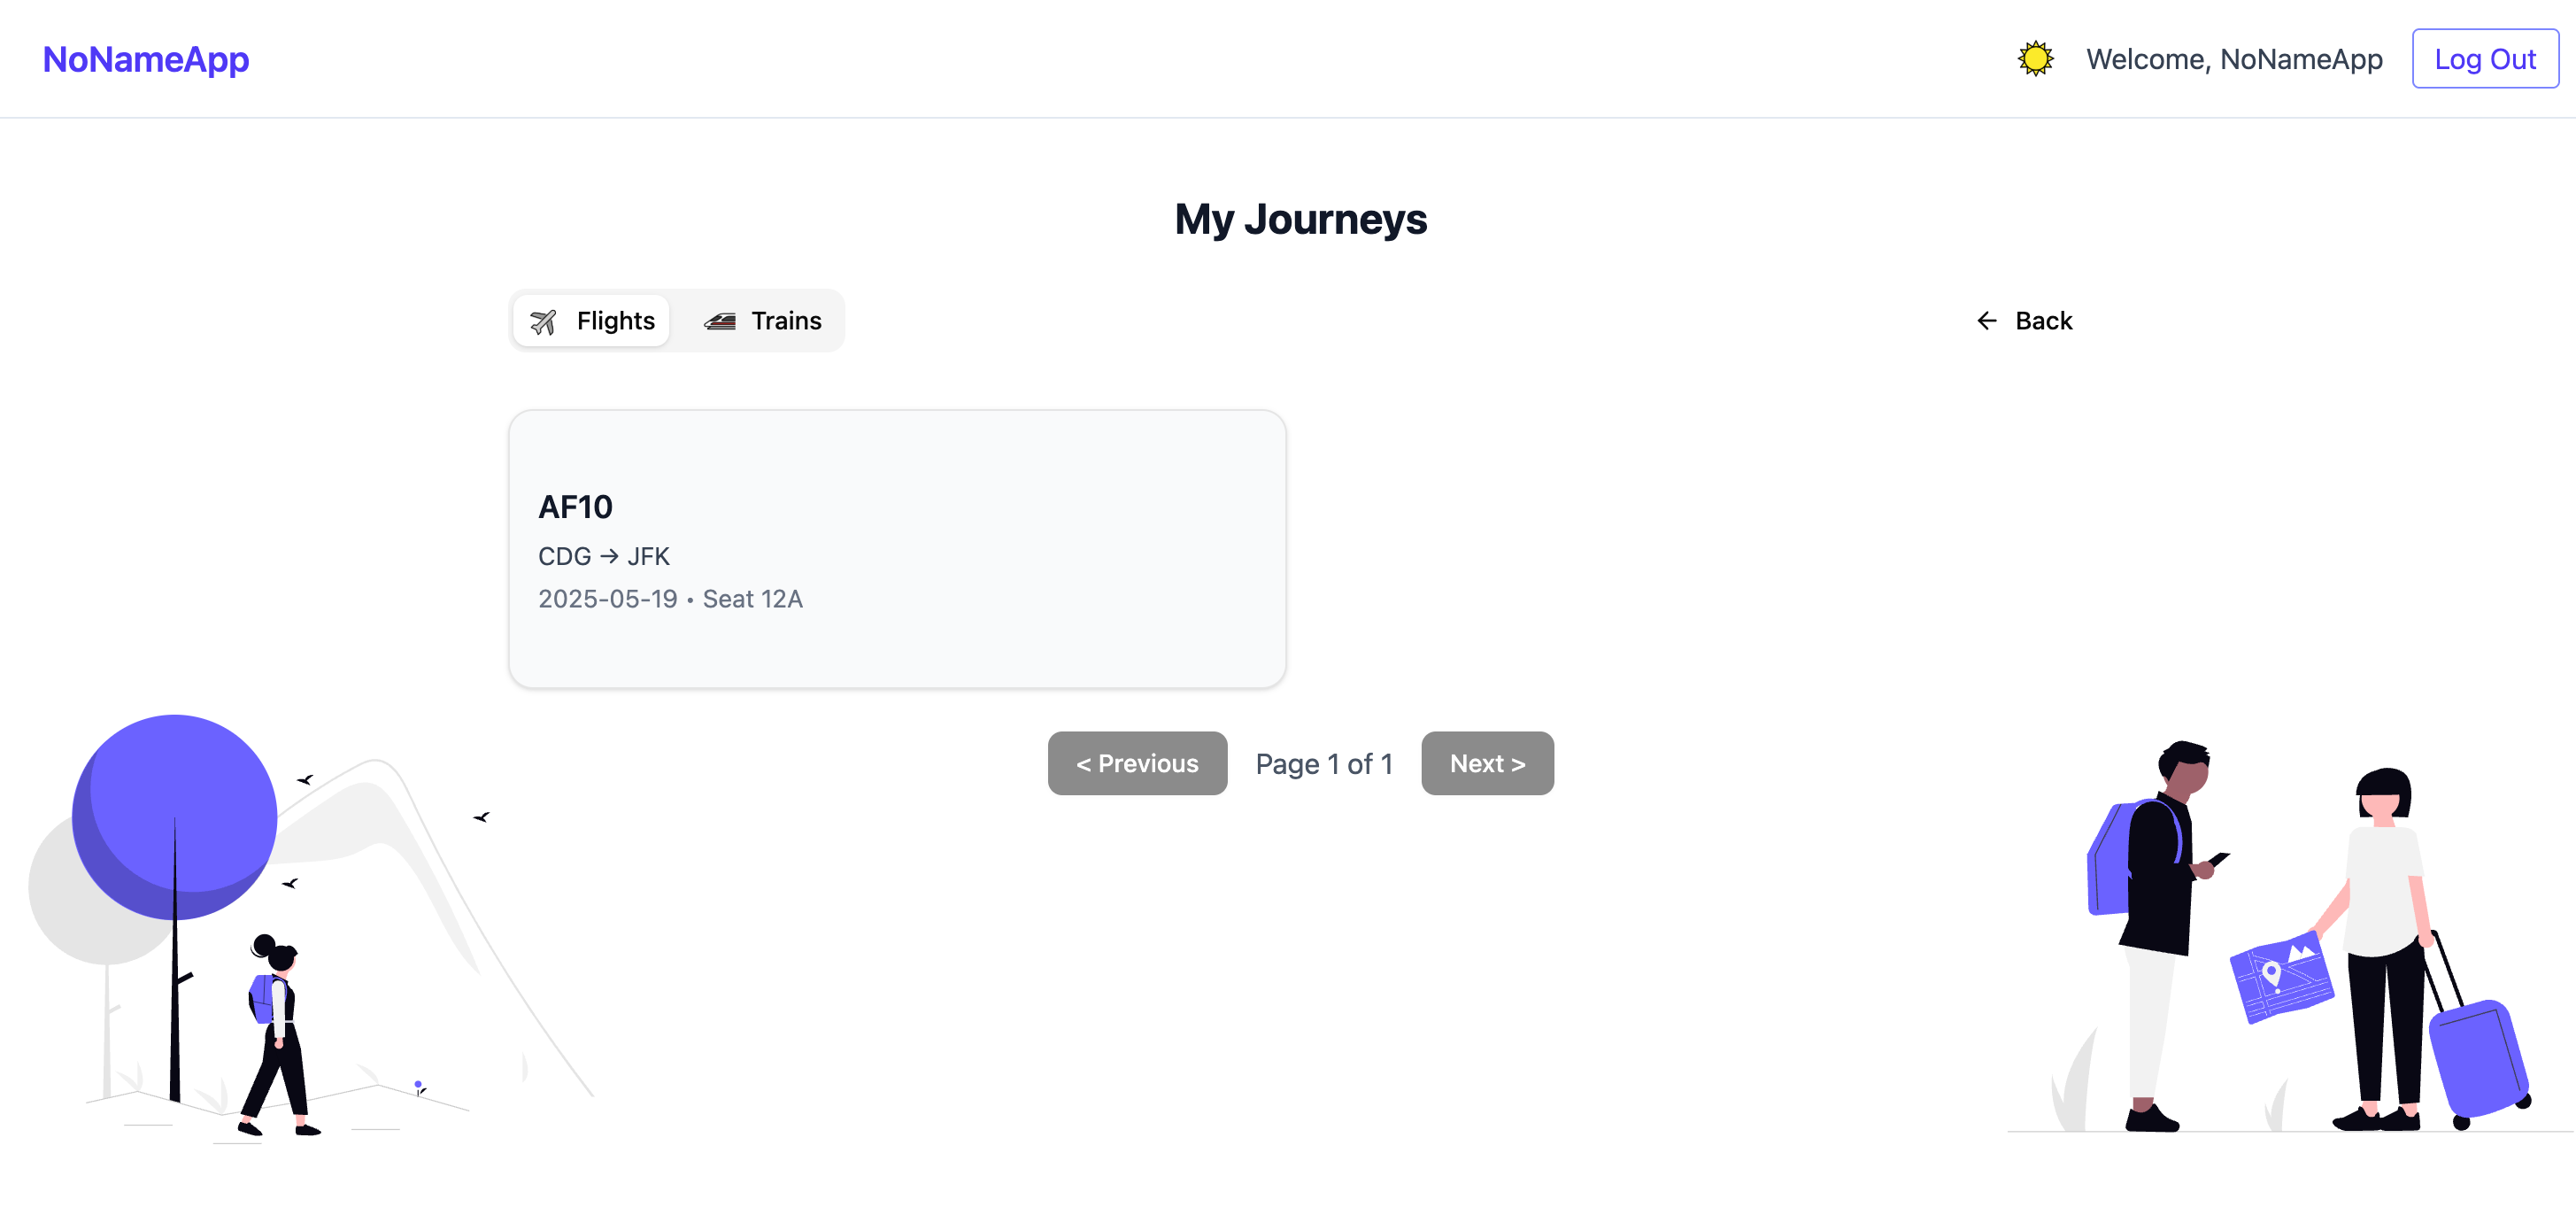 NoNameApp
Welcome, NoNameApp
Log Out
My Journeys
Flights
Trains
← Back
AF10
CDG → JFK
2025-05-19 • Seat 12A
< Previous
Page 1 of 1
Next >